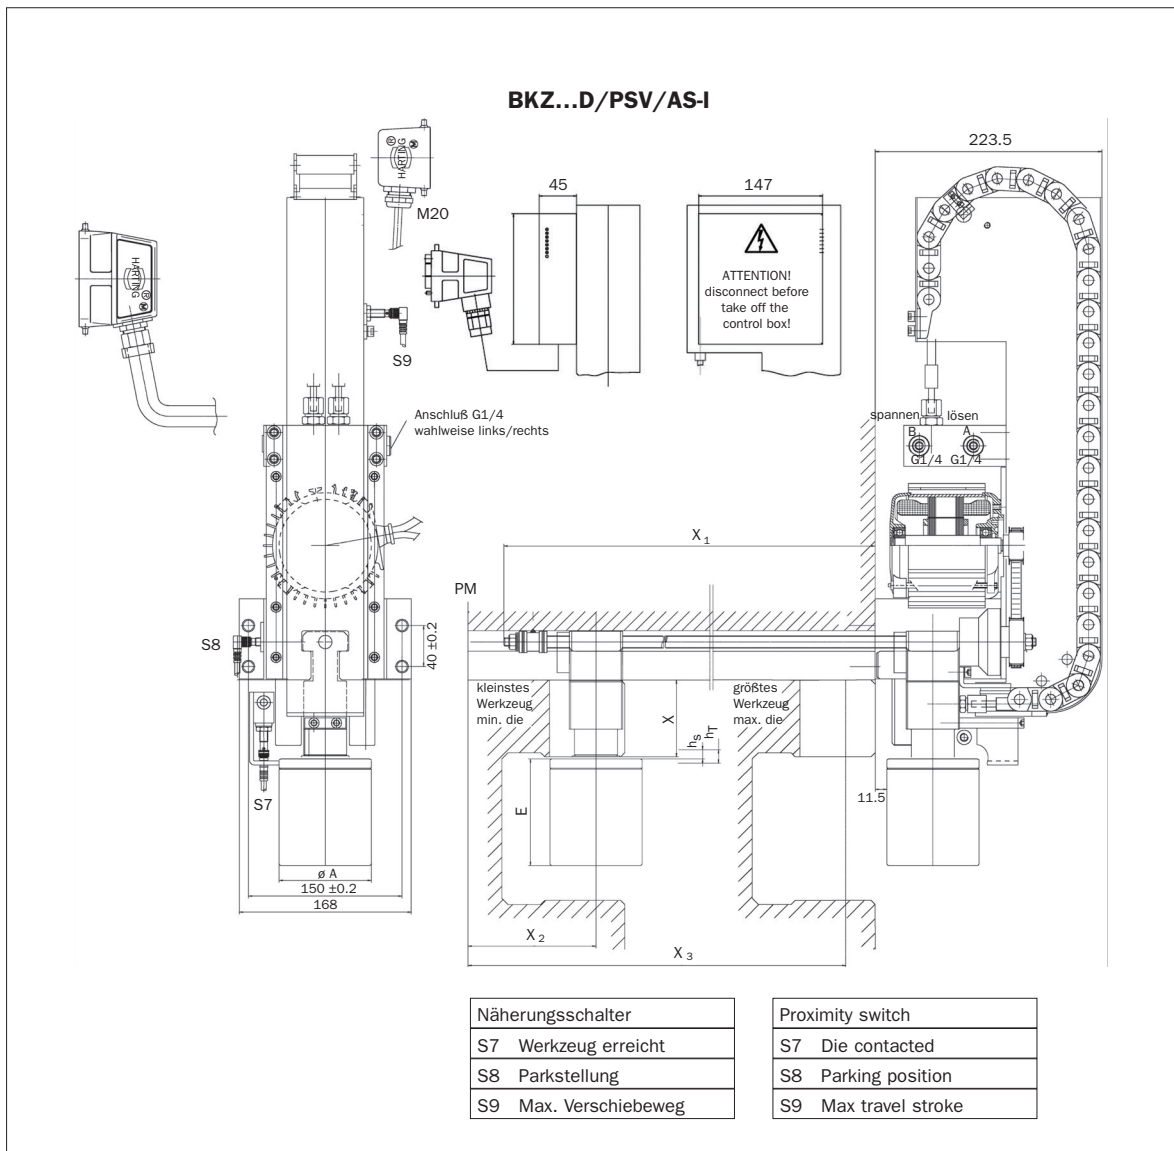 BKZ...D/PSV/AS-I
223.5
HARTING
®
M20
45
147
HARTING
®
ATTENTION!
disconnect before
take off the
control box!
S9
Anschluß G1/4
wahlweise links/rechts
spannen
lösen
B
A
G1/4
G1/4
X 1
PM
S8
40 ±0.2
kleinstes
Werkzeug
min. die
größtes
Werkzeug
max. die
X
hS
hT
S7
E
11.5
ø A
150 ±0.2
168
X 2
X 3
Näherungsschalter
S7 Werkzeug erreicht
S8 Parkstellung
S9 Max. Verschiebeweg
Proximity switch
S7 Die contacted
S8 Parking position
S9 Max travel stroke